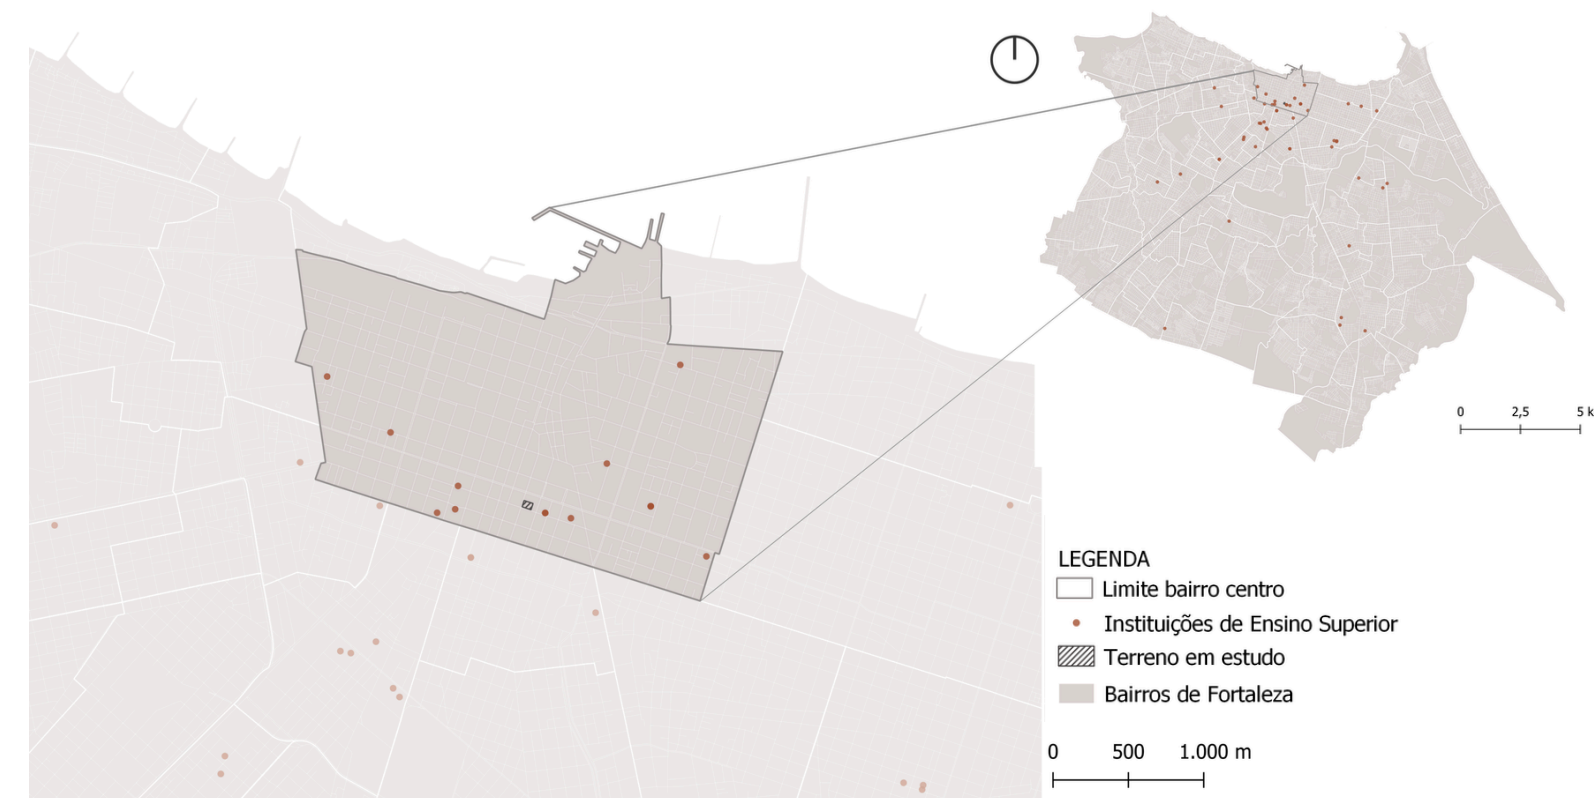 0 2,5 5 k
LEGENDA
Limite bairro centro
Instituições de Ensino Superior
Terreno em estudo
Bairros de Fortaleza
0 500 1.000 m